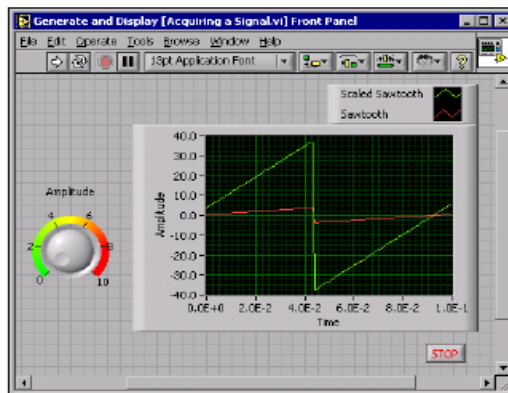 Generate and Display [Acquiring a Signal.vi] Front Panel
File Edit Operate Tools Browse Window Help
13pt Application Font
Scaled Sawtooth
Sawtooth
Amplitude
0
2
4
6
8
10
Amplitude
40.0
30.0
20.0
10.0
0.0
-10.0
-20.0
-30.0
-40.0
0.0E+0 2.0E-2 4.0E-2 6.0E-2 8.0E-2 1.0E-1
Time
STOP